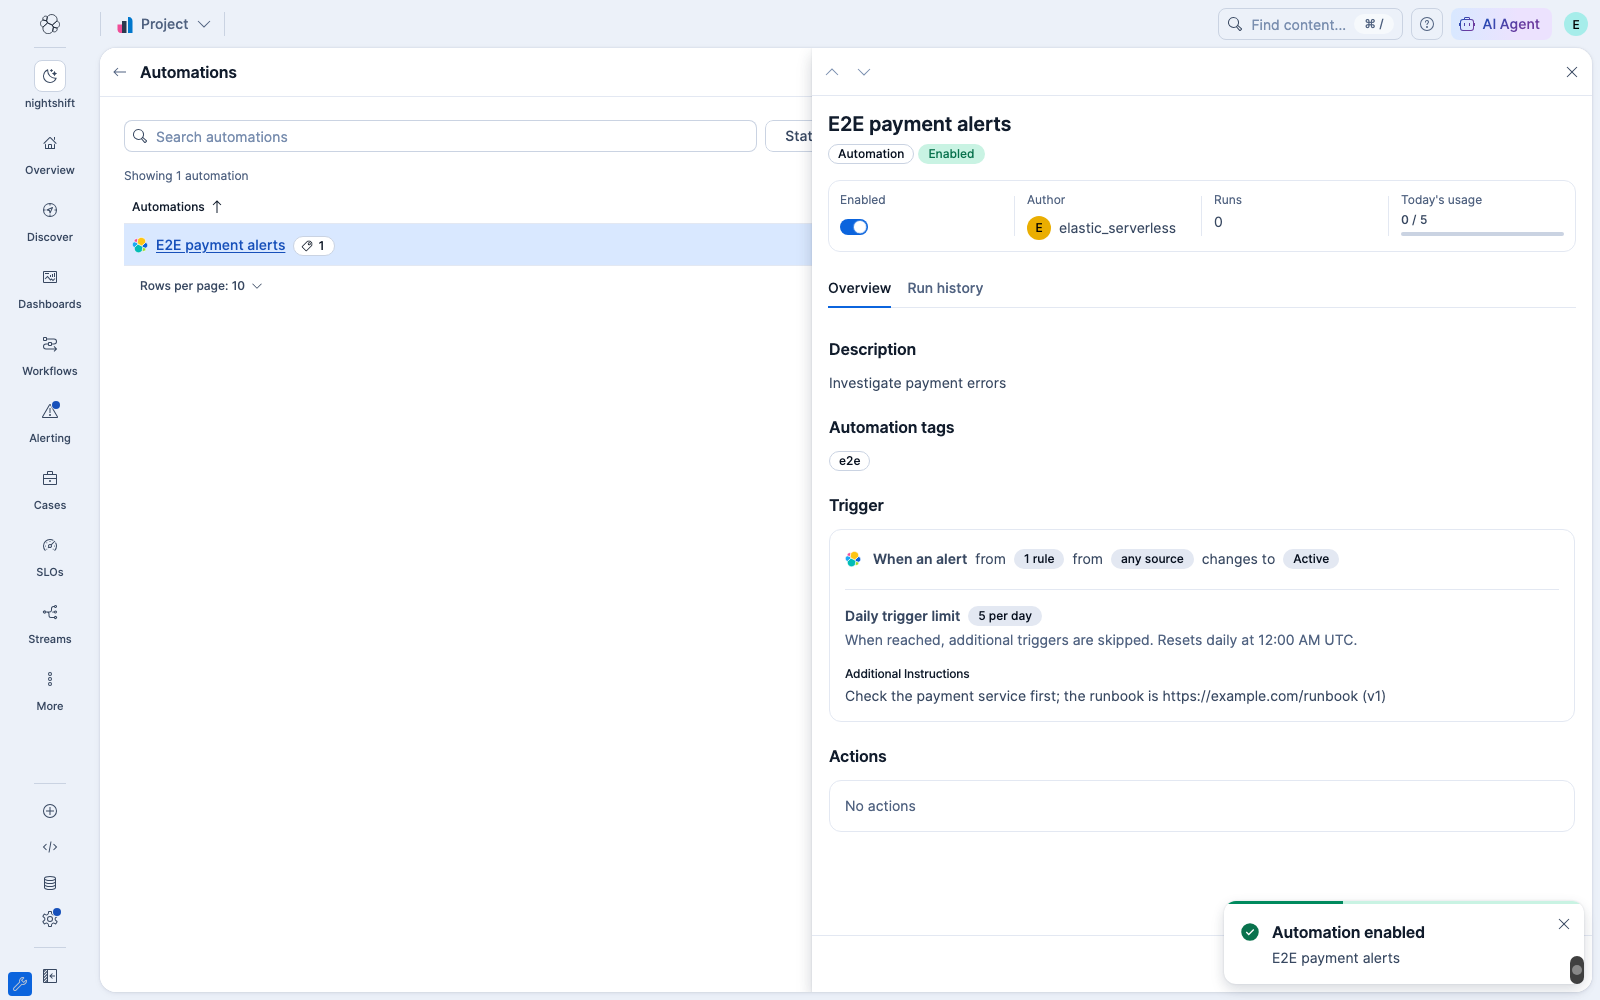 Project
Find content...
⌘ /
AI Agent
E
nightshift
Overview
Discover
Dashboards
Workflows
Alerting
Cases
SLOs
Streams
More
Automations
Search automations
Stat
Showing 1 automation
Automations
E2E payment alerts
1
Rows per page: 10
E2E payment alerts
Automation
Enabled
Enabled
Author
E elastic_serverless
Runs
0
Today's usage
0 / 5
Overview
Run history
Description
Investigate payment errors
Automation tags
e2e
Trigger
When an alert from 1 rule from any source changes to Active
Daily trigger limit 5 per day
When reached, additional triggers are skipped. Resets daily at 12:00 AM UTC.
Additional Instructions
Check the payment service first; the runbook is https://example.com/runbook (v1)
Actions
No actions
Automation enabled
E2E payment alerts